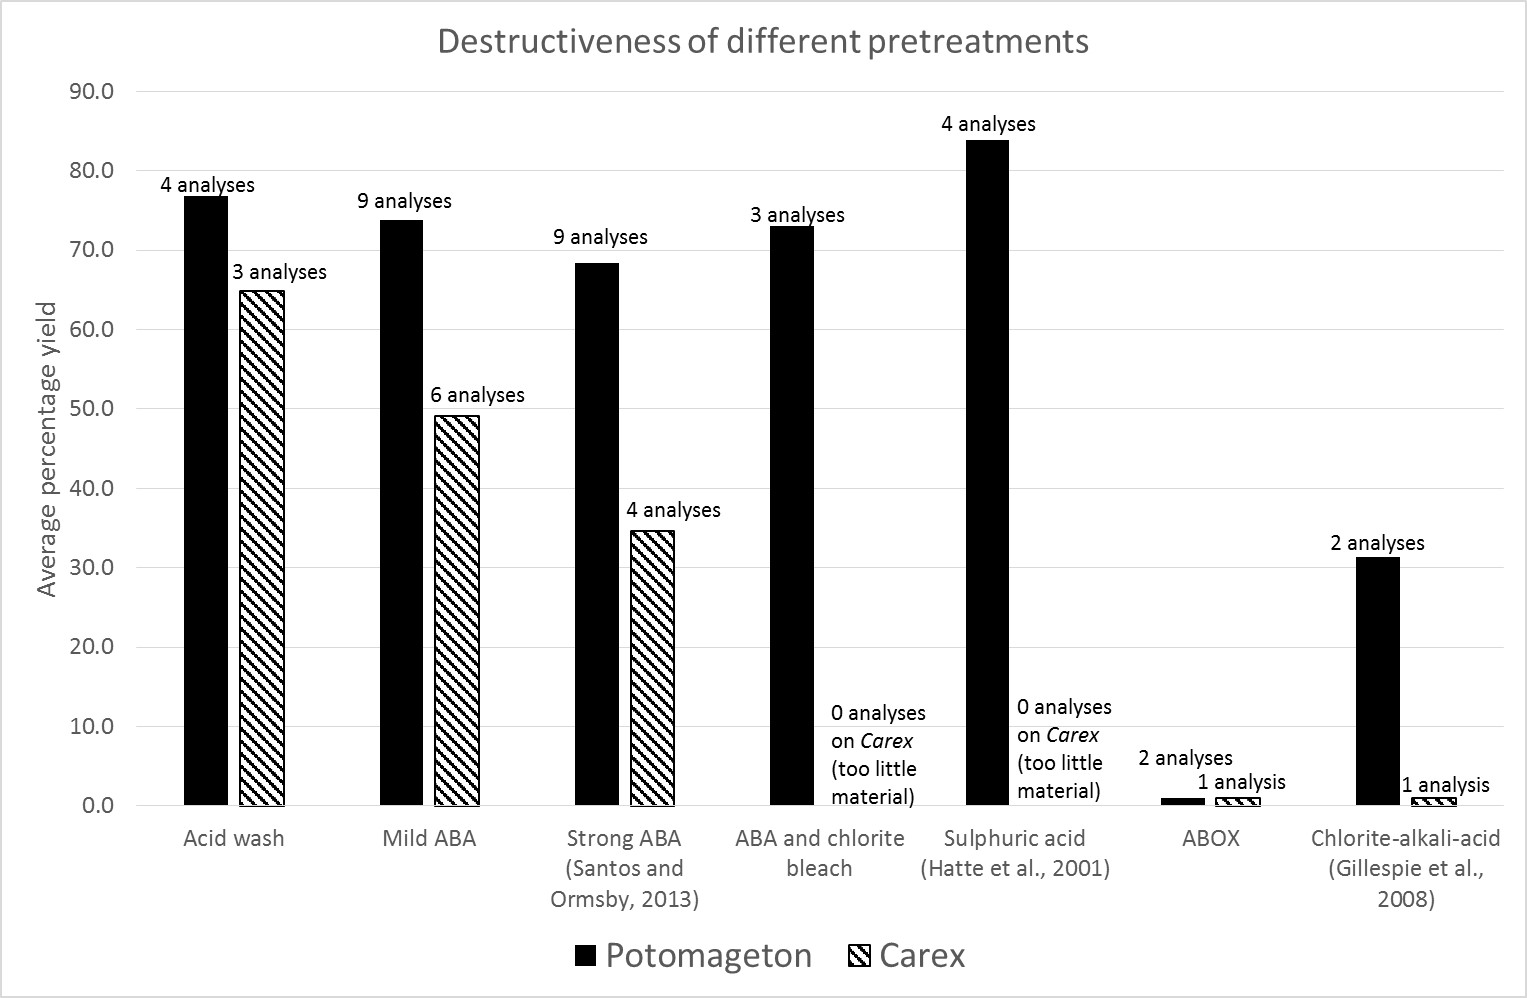 Destructiveness of different pretreatments
Average percentage yield
90.0
80.0
70.0
60.0
50.0
40.0
30.0
20.0
10.0
0.0
4 analyses
3 analyses
9 analyses
6 analyses
9 analyses
4 analyses
3 analyses
0 analyses
on Carex
(too little
material)
4 analyses
0 analyses
on Carex
(too little
material)
2 analyses
1 analysis
2 analyses
1 analysis
Acid wash
Mild ABA
Strong ABA
(Santos and
Ormsby, 2013)
ABA and chlorite
bleach
Sulphuric acid
(Hatte et al., 2001)
ABOX
Chlorite-alkali-acid
(Gillespie et al.,
2008)
Potomageton
Carex